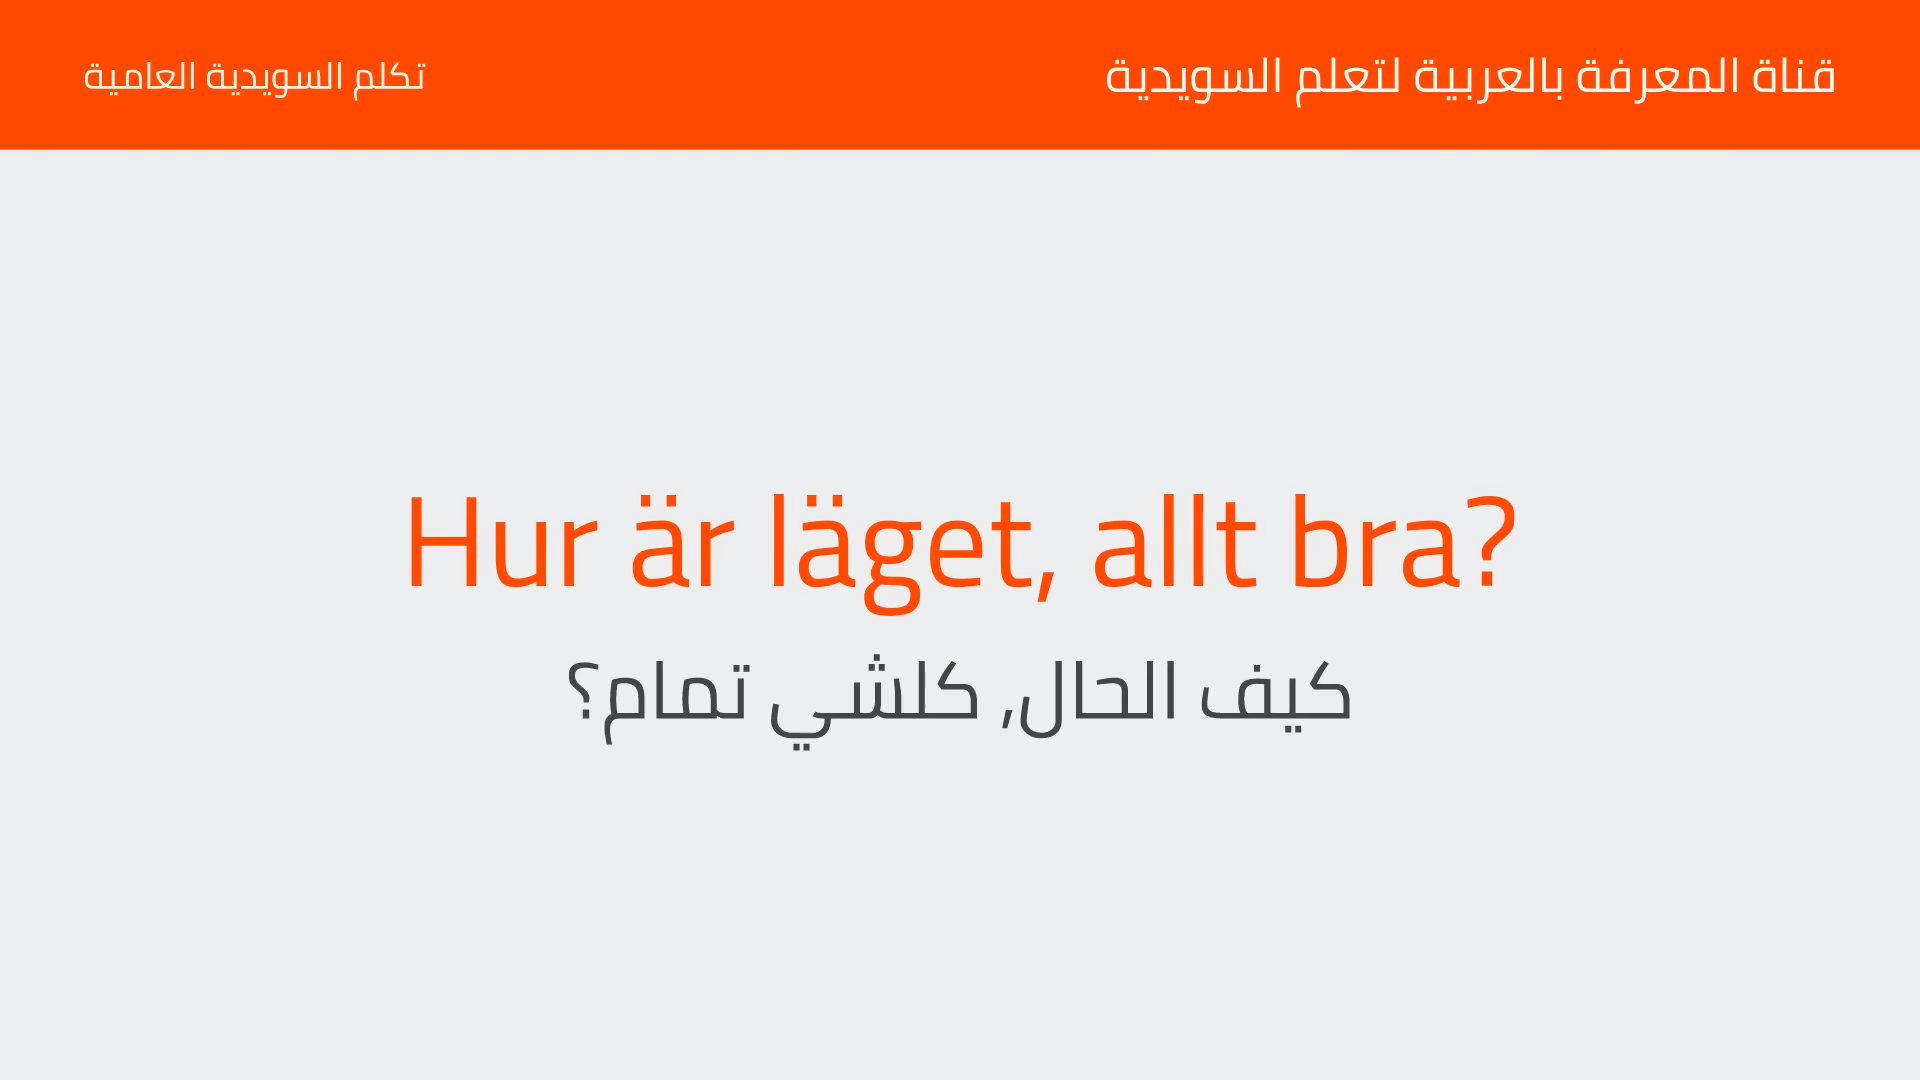 قناة المعرفة بالعربية لتعلم السويدية
تكلم السويدية العامية
Hur är läget, allt bra?
كيف الحال, كلشي تمام؟